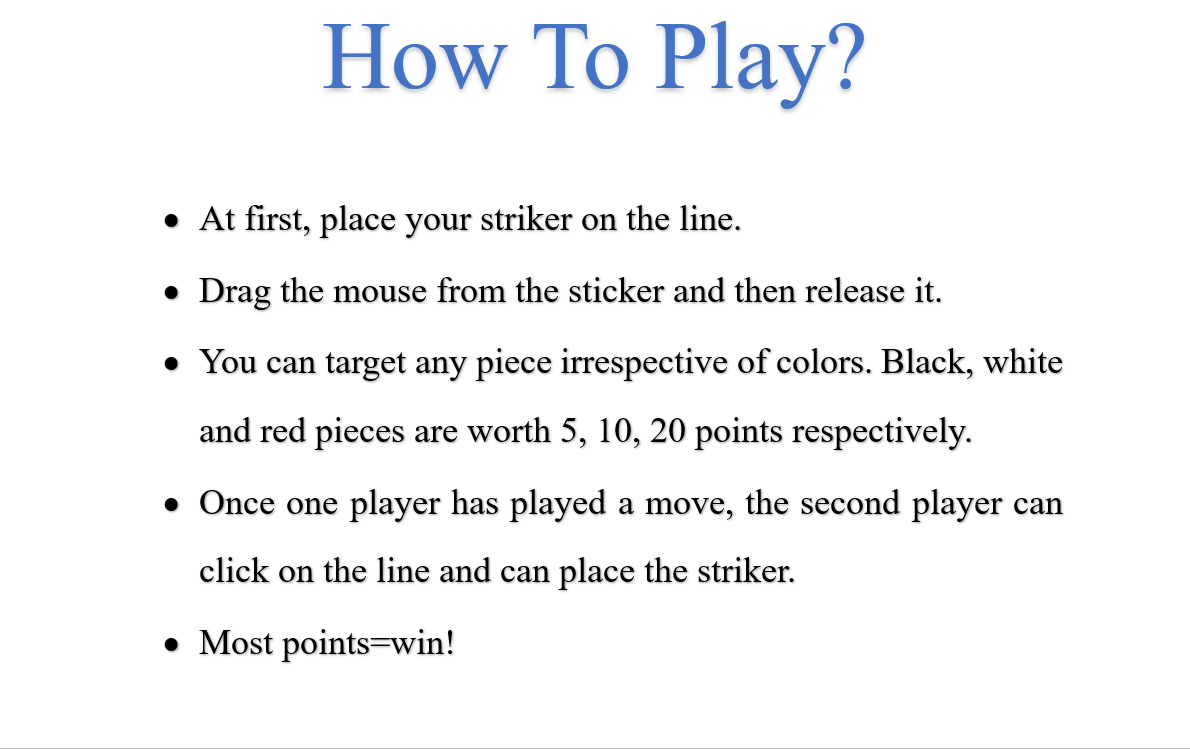 How To Play?
• At first, place your striker on the line.
• Drag the mouse from the sticker and then release it.
• You can target any piece irrespective of colors. Black, white
and red pieces are worth 5, 10, 20 points respectively.
• Once one player has played a move, the second player can
click on the line and can place the striker.
• Most points=win!